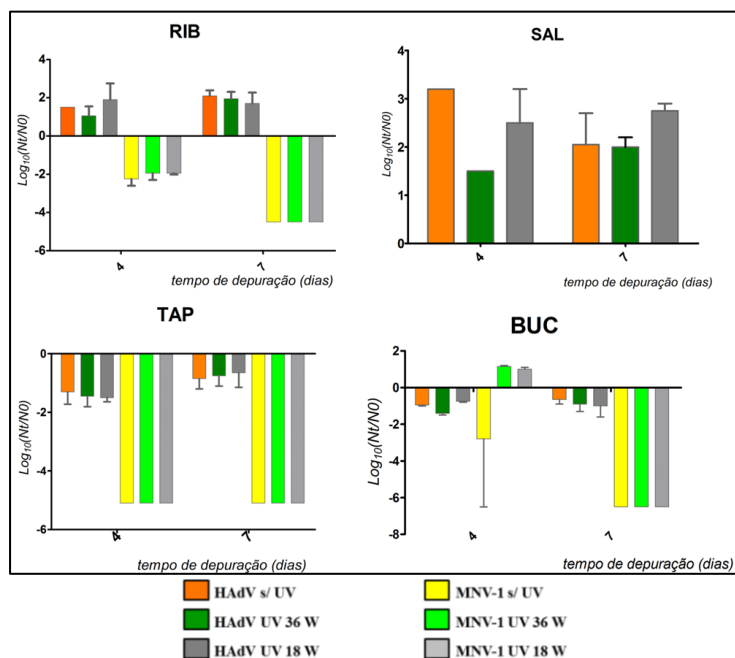 RIB
Log10(Nt/N0)
4
2
0
-2
-4
-6
4
7
tempo de depuração (dias)
SAL
Log10(Nt/N0)
4
3
2
1
0
4
7
tempo de depuração (dias)
TAP
Log10(Nt/N0)
0
-2
-4
-6
4
7
tempo de depuração (dias)
BUC
Log10(Nt/N0)
2
0
-2
-4
-6
-8
4
7
tempo de depuração (dias)
HAdV s/ UV
MNV-1 s/ UV
HAdV UV 36 W
MNV-1 UV 36 W
HAdV UV 18 W
MNV-1 UV 18 W